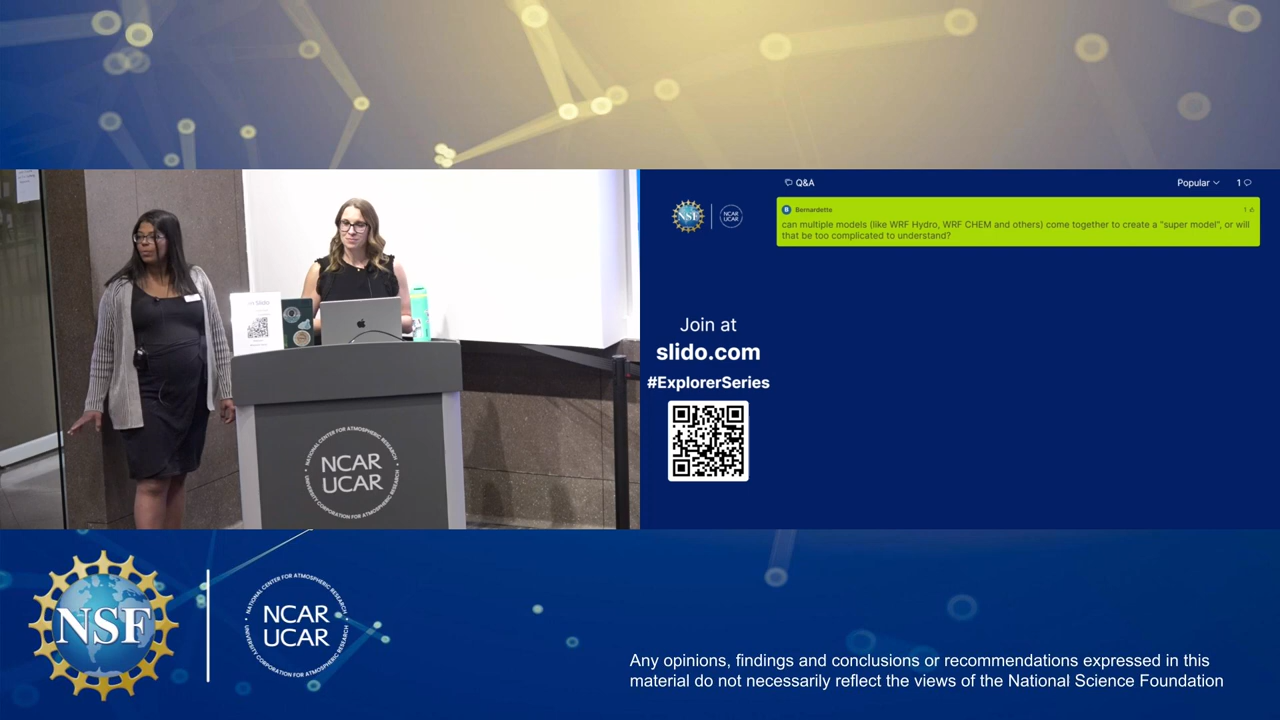 Slido
NATIONAL CENTER FOR ATMOSPHERIC RESEARCH
NCAR
UCAR
UNIVERSITY CORPORATION FOR ATMOSPHERIC RESEARCH
NSF
NCAR
UCAR
Q&A
Popular
1
B
Bernardette
1
can multiple models (like WRF Hydro, WRF CHEM and others) come together to create a "super model", or will
that be too complicated to understand?
Join at
slido.com
#ExplorerSeries
NSF
NATIONAL CENTER FOR ATMOSPHERIC RESEARCH
NCAR
UCAR
UNIVERSITY CORPORATION FOR ATMOSPHERIC RESEARCH
Any opinions, findings and conclusions or recommendations expressed in this
material do not necessarily reflect the views of the National Science Foundation